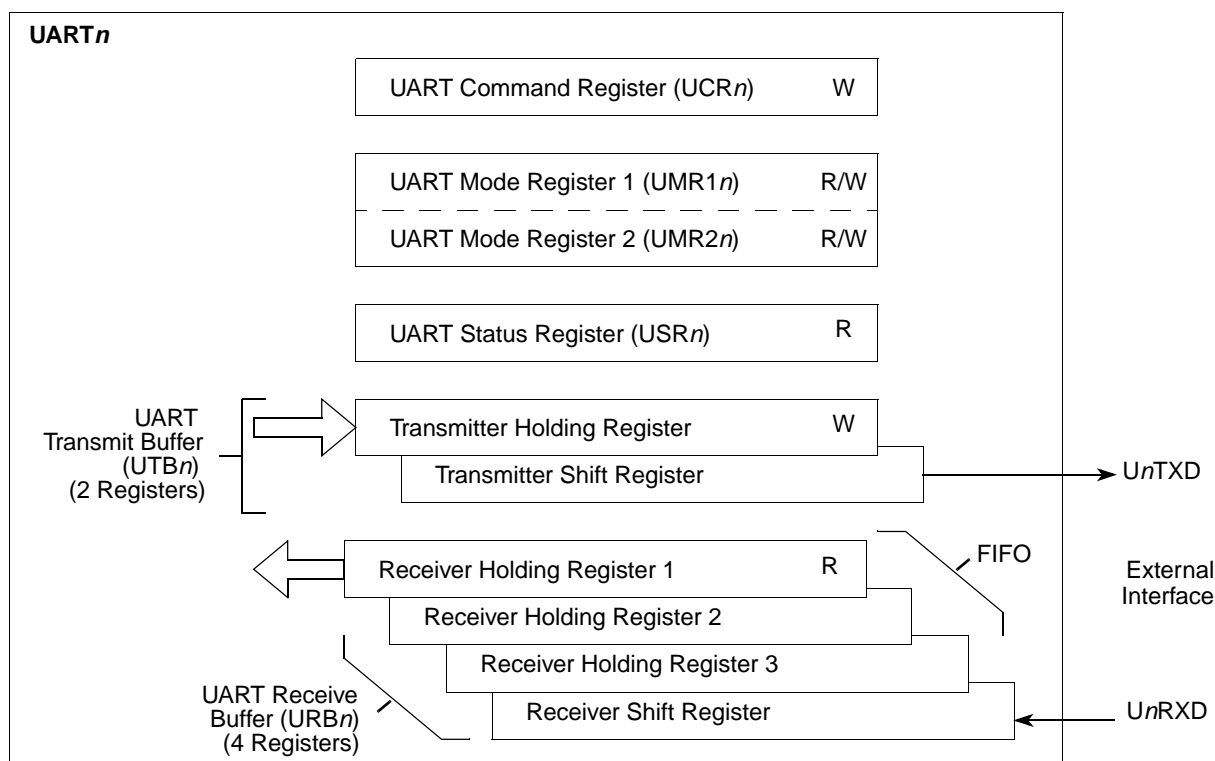 UARTn
UART Command Register (UCRn) W
UART Mode Register 1 (UMR1n) R/W
UART Mode Register 2 (UMR2n) R/W
UART Status Register (USRn) R
UART
Transmit Buffer
(UTBn)
(2 Registers)
Transmitter Holding Register W
Transmitter Shift Register
UnTXD
Receiver Holding Register 1 R
FIFO
Receiver Holding Register 2
Receiver Holding Register 3
Receiver Shift Register
External
Interface
UART Receive
Buffer (URBn)
(4 Registers)
UnRXD